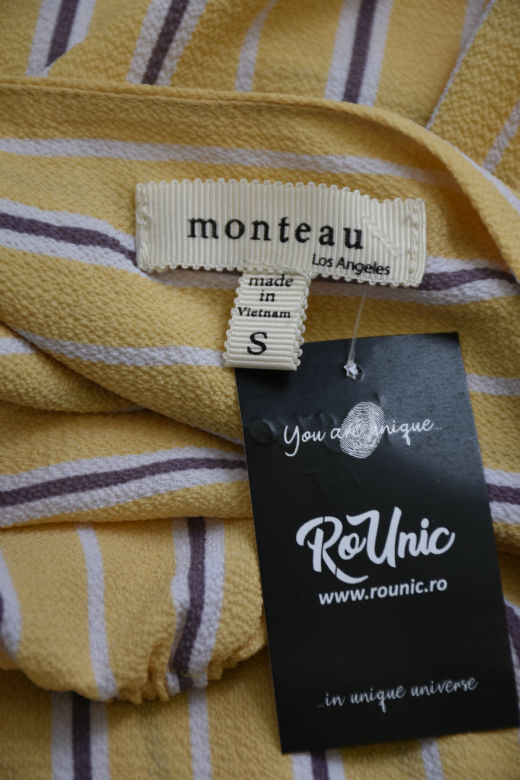 monteau
Los Angeles
made
in
Vietnam
S
You are unique...
RoUnic
www.rounic.ro
...in unique universe